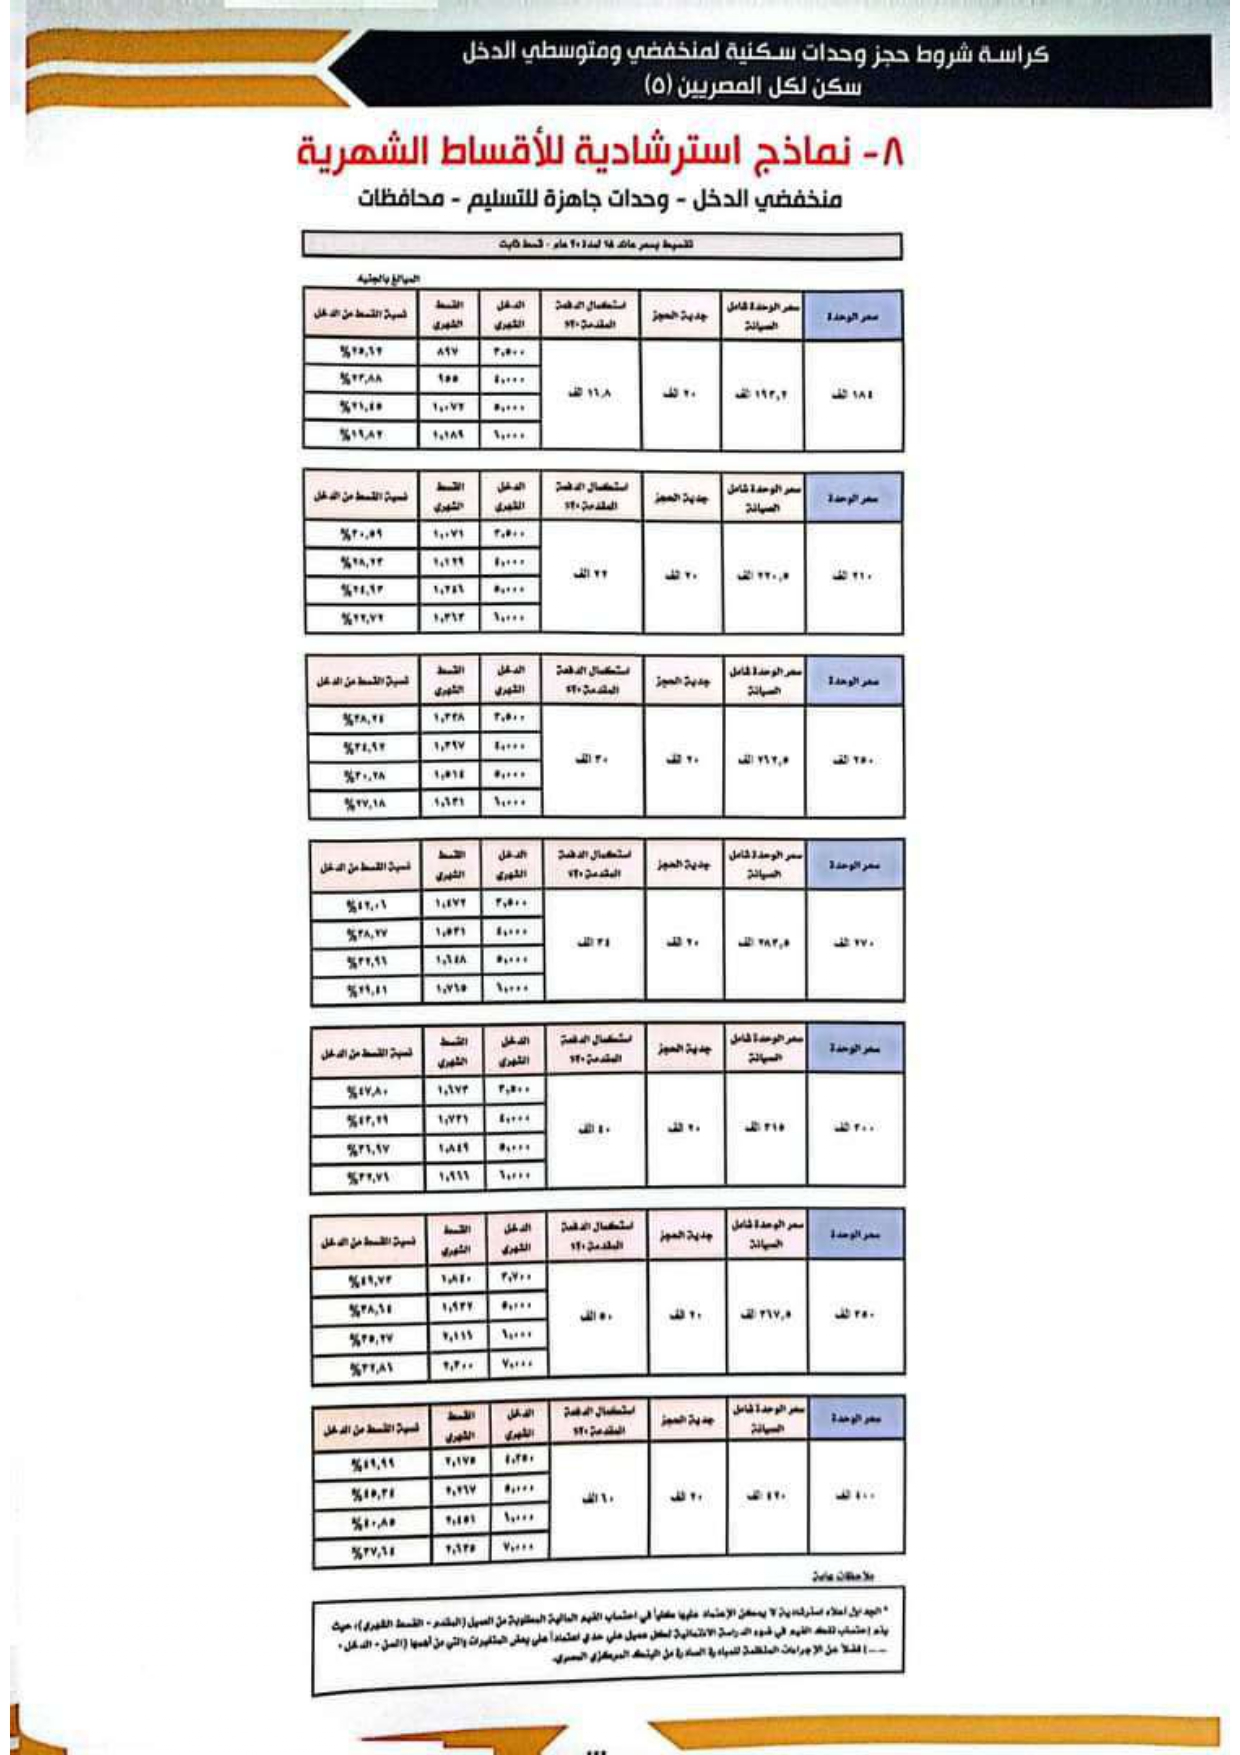 كراسة شروط حجز وحدات سكنية لمنخفضي ومتوسطي الدخل
سكن لكل المصريين (٥)
٨- نماذج استرشادية للأقساط الشهرية
منخفضي الدخل - وحدات جاهزة للتسليم - محافظات
تقسيط بسعر عائد ٨٪ لمدة ٢٠ عام - قسط ثابت
المبالغ بالجنيه
سعر الوحدة سعر الوحدة شامل الصيانة جدية الحجز استكمال الدفعة المقدمة ٢٠٪ الدخل الشهري القسط الشهري نسبة القسط من الدخل
١٨٤ الف ١٩٣,٢ الف ٢٠ الف ١٦,٨ الف ٣,٥٠٠ ٨٩٧ ٢٥,٦٢%
٤,٠٠٠ ٩٥٥ ٢٣,٨٨%
٥,٠٠٠ ١,٠٧٢ ٢١,٤٥%
٦,٠٠٠ ١,١٨٩ ١٩,٨٢%
سعر الوحدة سعر الوحدة شامل الصيانة جدية الحجز استكمال الدفعة المقدمة ٢٠٪ الدخل الشهري القسط الشهري نسبة القسط من الدخل
٢١٠ الف ٢٢٠,٥ الف ٢٠ الف ٢٢ الف ٣,٥٠٠ ١,٠٧١ ٣٠,٥٩%
٤,٠٠٠ ١,١٢٩ ٢٨,٢٣%
٥,٠٠٠ ١,٢٤٦ ٢٤,٩٣%
٦,٠٠٠ ١,٣٦٣ ٢٢,٧٢%
سعر الوحدة سعر الوحدة شامل الصيانة جدية الحجز استكمال الدفعة المقدمة ٢٠٪ الدخل الشهري القسط الشهري نسبة القسط من الدخل
٢٥٠ الف ٢٦٢,٥ الف ٢٠ الف ٣٠ الف ٣,٥٠٠ ١,٣٣٨ ٣٨,٢٤%
٤,٠٠٠ ١,٣٩٧ ٣٤,٩٢%
٥,٠٠٠ ١,٥١٤ ٣٠,٢٨%
٦,٠٠٠ ١,٦٣١ ٢٧,١٨%
سعر الوحدة سعر الوحدة شامل الصيانة جدية الحجز استكمال الدفعة المقدمة ٢٠٪ الدخل الشهري القسط الشهري نسبة القسط من الدخل
٢٧٠ الف ٢٨٣,٥ الف ٢٠ الف ٣٤ الف ٣,٥٠٠ ١,٤٧٢ ٤٢,٠٦%
٤,٠٠٠ ١,٥٣١ ٣٨,٢٧%
٥,٠٠٠ ١,٦٤٨ ٣٢,٩٦%
٦,٠٠٠ ١,٧٦٥ ٢٩,٤١%
سعر الوحدة سعر الوحدة شامل الصيانة جدية الحجز استكمال الدفعة المقدمة ٢٠٪ الدخل الشهري القسط الشهري نسبة القسط من الدخل
٣٠٠ الف ٣١٥ الف ٢٠ الف ٤٠ الف ٣,٥٠٠ ١,٦٧٣ ٤٧,٨٠%
٤,٠٠٠ ١,٧٣١ ٤٣,٢٩%
٥,٠٠٠ ١,٨٤٩ ٣٦,٩٧%
٦,٠٠٠ ١,٩٦٦ ٣٢,٧٦%
سعر الوحدة سعر الوحدة شامل الصيانة جدية الحجز استكمال الدفعة المقدمة ٢٠٪ الدخل الشهري القسط الشهري نسبة القسط من الدخل
٣٥٠ الف ٣٦٧,٥ الف ٢٠ الف ٥٠ الف ٣,٧٠٠ ١,٨٤٠ ٤٩,٧٣%
٥,٠٠٠ ١,٩٣٢ ٣٨,٦٤%
٦,٠٠٠ ٢,١١٦ ٣٥,٢٧%
٧,٠٠٠ ٢,٣٠٠ ٣٢,٨٦%
سعر الوحدة سعر الوحدة شامل الصيانة جدية الحجز استكمال الدفعة المقدمة ٢٠٪ الدخل الشهري القسط الشهري نسبة القسط من الدخل
٤٠٠ الف ٤٢٠ الف ٢٠ الف ٦٠ الف ٤,٣٥٠ ٢,١٧٥ ٤٩,٩٩%
٥,٠٠٠ ٢,٢٦٧ ٤٥,٣٤%
٦,٠٠٠ ٢,٤٥١ ٤٠,٨٥%
٧,٠٠٠ ٢,٦٣٥ ٣٧,٦٤%
ملاحظات عامة
* الجداول أعلاه استرشادية لا يمكن الإعتماد عليها كلياً في احتساب القيم المالية المطلوبة من العميل (المقدم - القسط الشهري)، حيث
يتم إحتساب تلك القيم في ضوء الدراسة الائتمانية لكل عميل على حدى اعتماداً على بعض المتغيرات والتي من أهمها (السن - الدخل -
.....) فضلاً عن الإجراءات المنظمة للمبادرة الصادرة من البنك المركزي المصري.